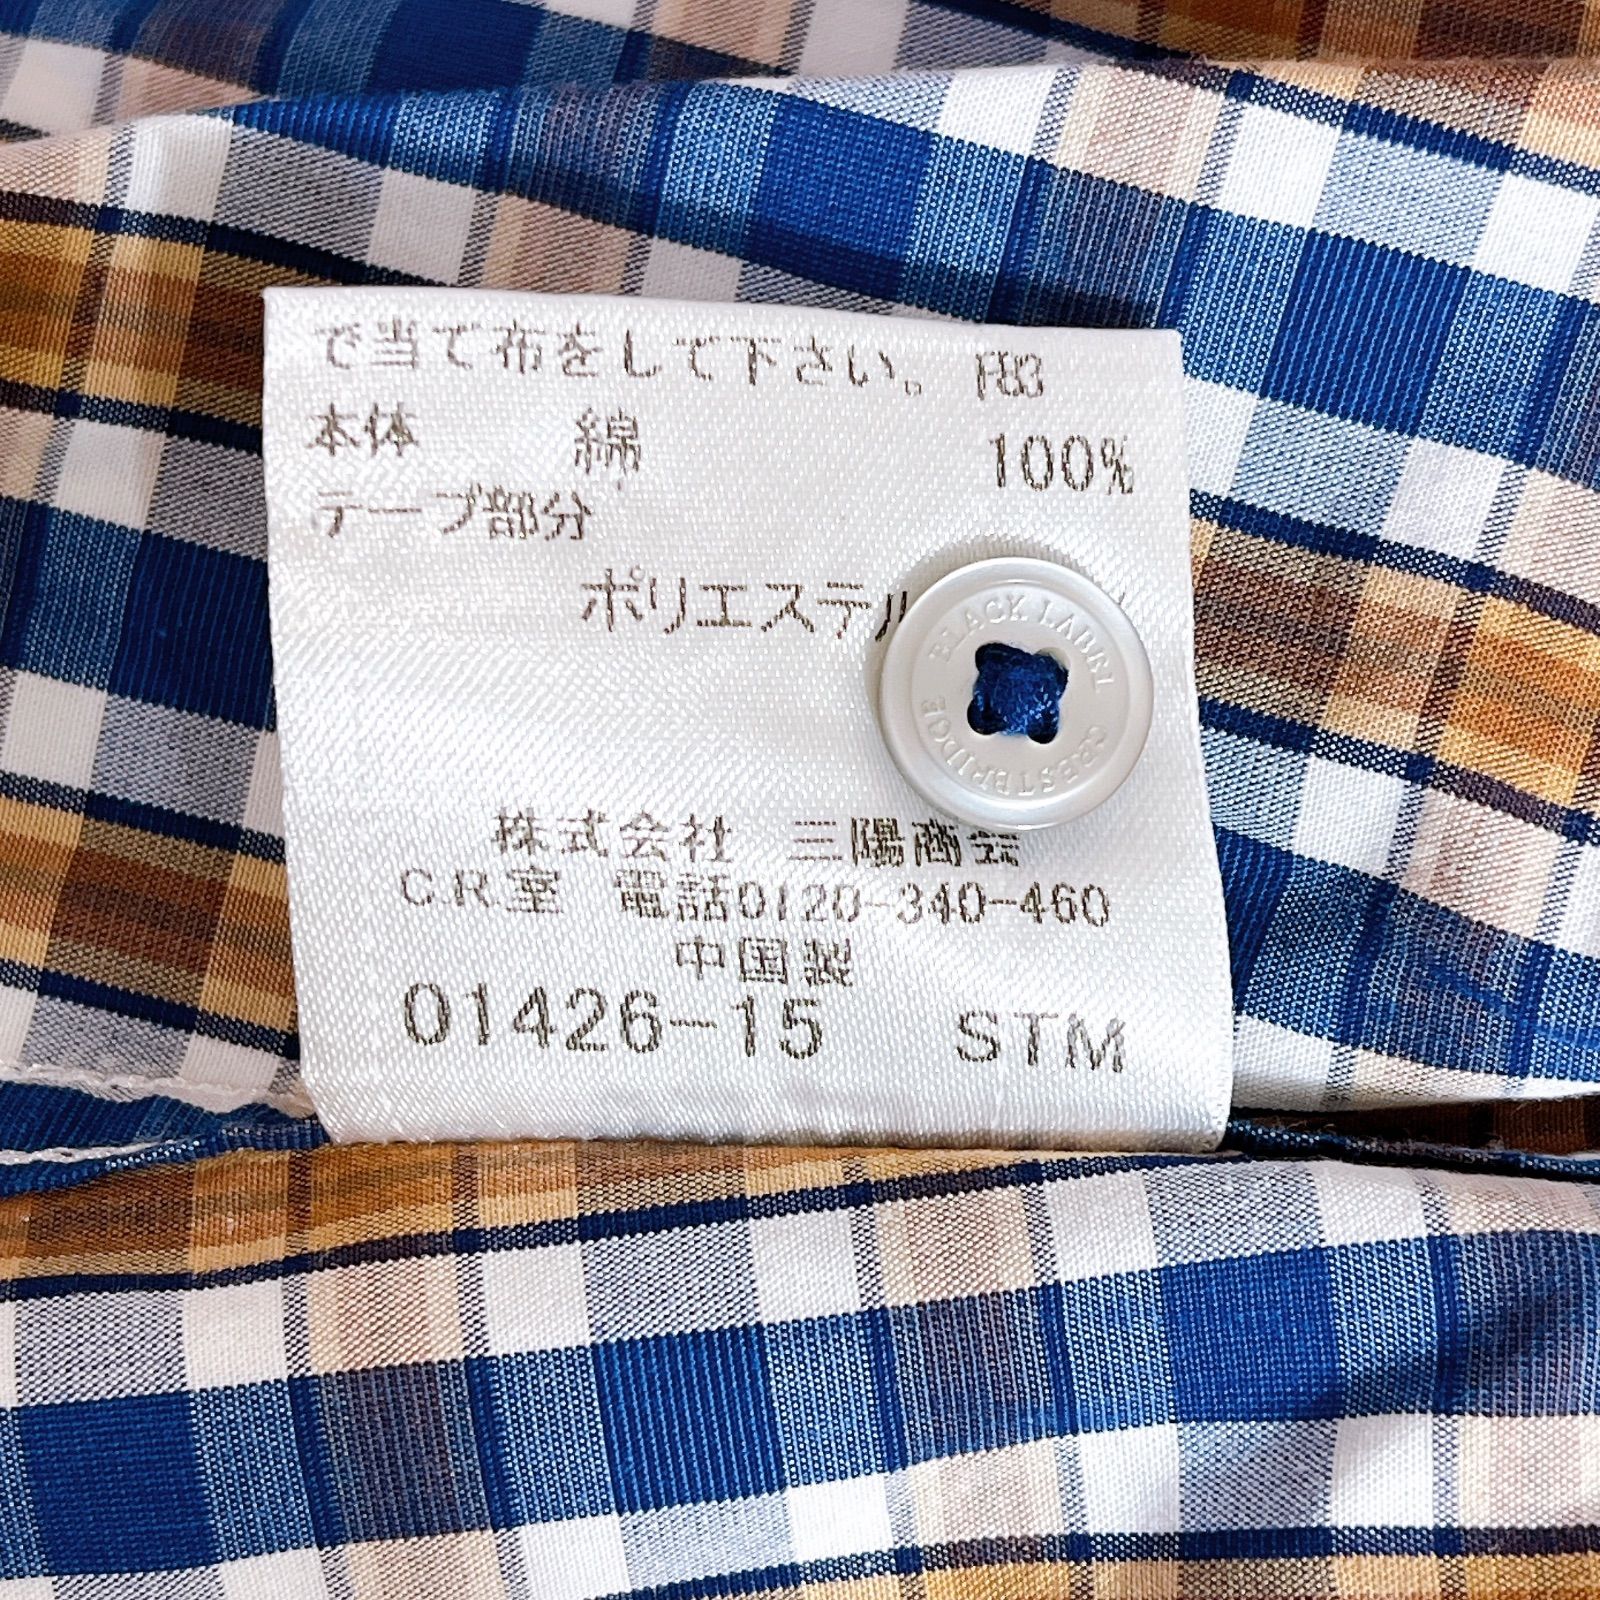 で当て布をして下さい。 FB3
本体 綿 100%
テープ部分
ポリエステル
BLACK LABEL
CRESTBRIDGE
株式会社 三陽商会
C.R.室 電話0120-340-460
中国製
01426-15 STM